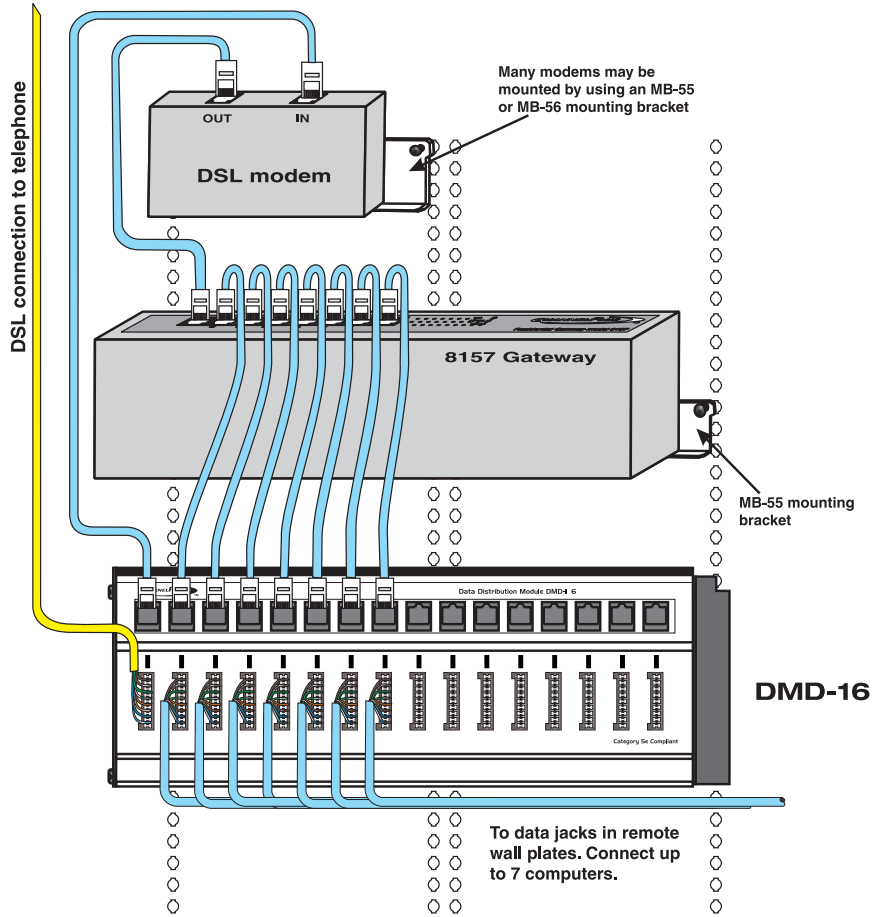 DSL connection to telephone
OUT
IN
DSL modem
Many modems may be
mounted by using an MB-55
or MB-56 mounting bracket
8157 Gateway
MB-55 mounting
bracket
Data Distribution Module DMD-16
DMD-16
Category 5e Compliant
To data jacks in remote
wall plates. Connect up
to 7 computers.